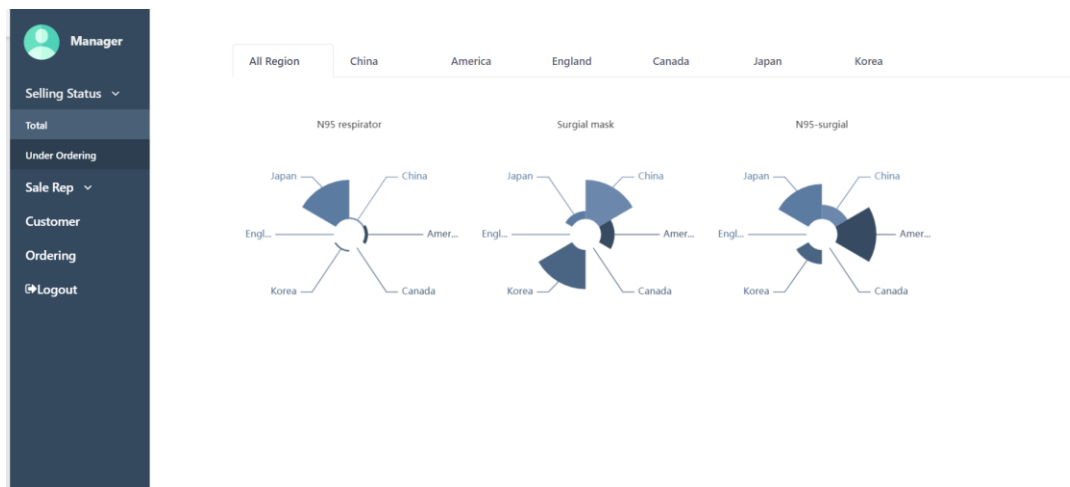 Manager
Selling Status
Total
Under Ordering
Sale Rep
Customer
Ordering
Logout
All Region China America England Canada Japan Korea
N95 respirator
Japan China
Engl... Amer...
Korea Canada
Surgial mask
Japan China
Engl... Amer...
Korea Canada
N95-surgial
Japan China
Engl... Amer...
Korea Canada